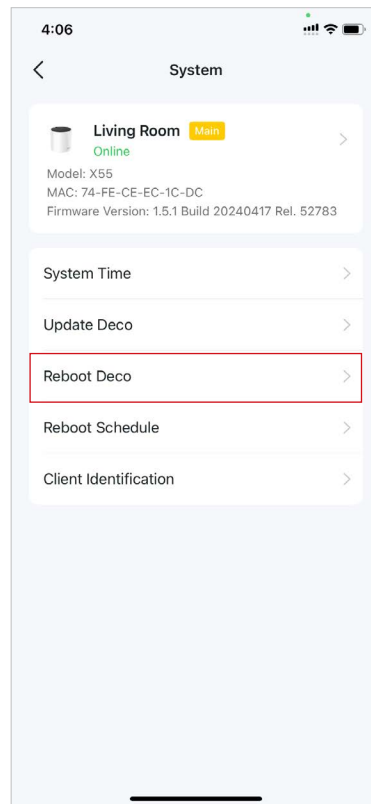 4:06
System
Living Room Main
Online
Model: X55
MAC: 74-FE-CE-EC-1C-DC
Firmware Version: 1.5.1 Build 20240417 Rel. 52783
System Time
Update Deco
Reboot Deco
Reboot Schedule
Client Identification